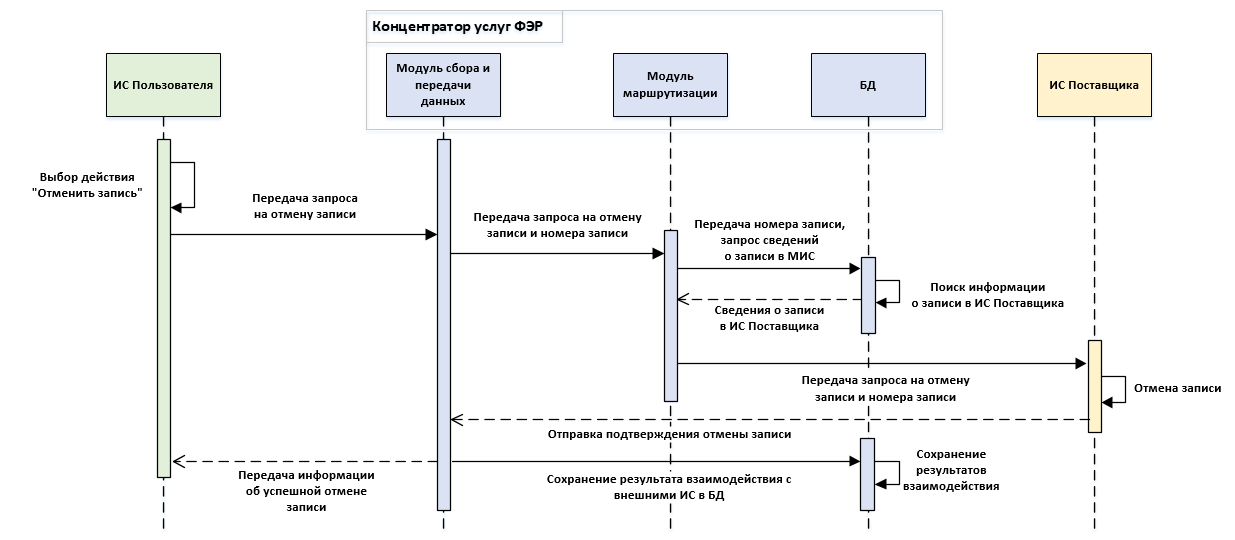 Концентратор услуг ФЭР
ИС Пользователя
Модуль сбора и
передачи
данных
Модуль
маршрутизации
БД
ИС Поставщика
Выбор действия
"Отменить запись"
Передача запроса
на отмену записи
Передача запроса на отмену
записи и номера записи
Передача номера записи,
запрос сведений
о записи в МИС
Поиск информации
о записи в ИС Поставщика
Сведения о записи
в ИС Поставщика
Передача запроса на отмену
записи и номера записи
Отмена записи
Отправка подтверждения отмены записи
Передача информации
об успешной отмене
записи
Сохранение результата взаимодействия с
внешними ИС в БД
Сохранение
результатов
взаимодействия